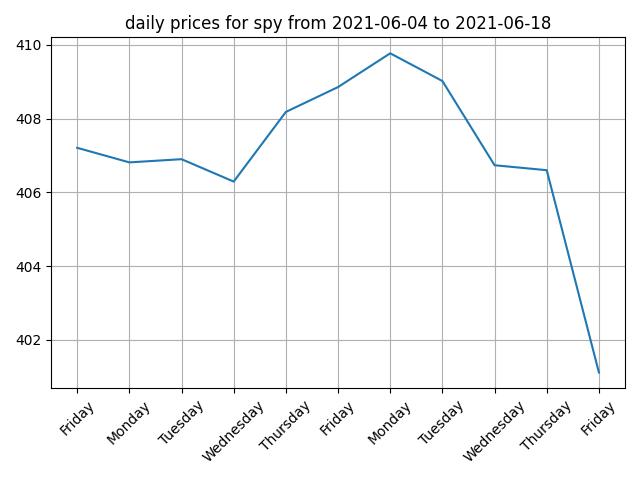 daily prices for spy from 2021-06-04 to 2021-06-18
410
408
406
404
402
Friday
Monday
Tuesday
Wednesday
Thursday
Friday
Monday
Tuesday
Wednesday
Thursday
Friday